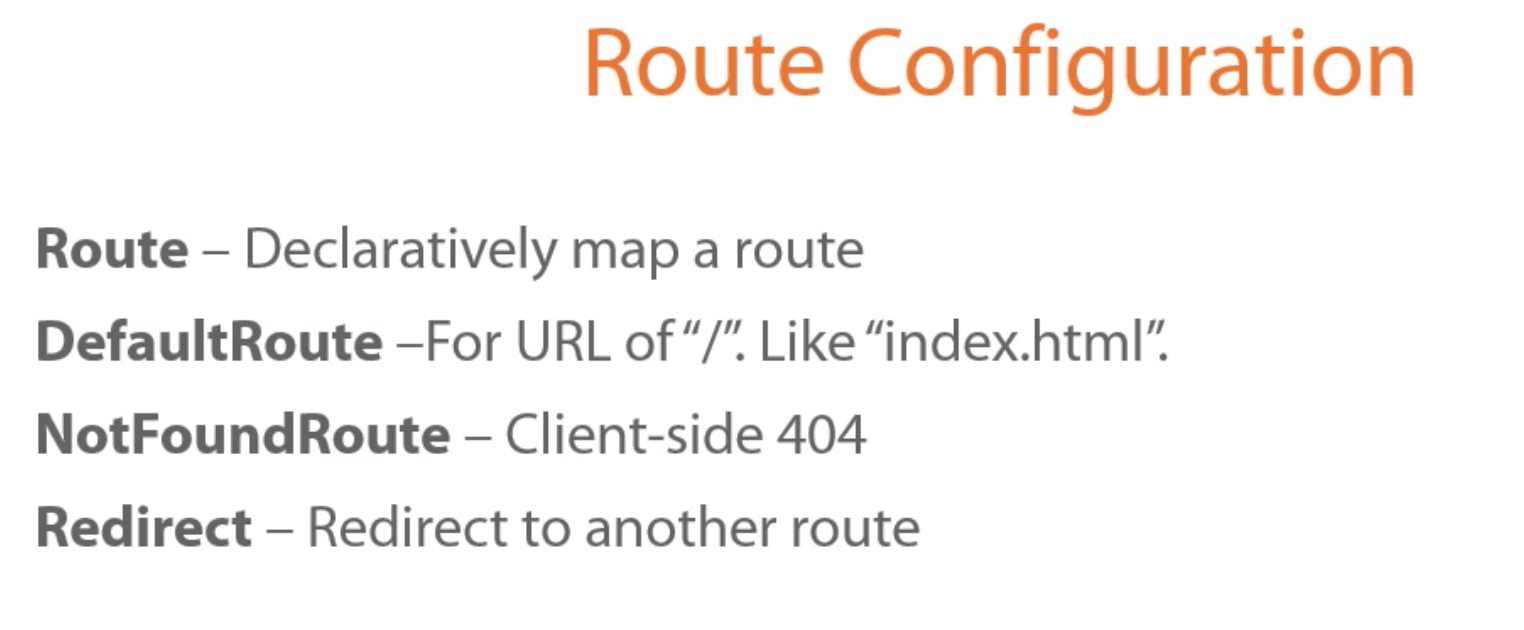 Route Configuration
Route – Declaratively map a route
DefaultRoute –For URL of “/”. Like “index.html”.
NotFoundRoute – Client-side 404
Redirect – Redirect to another route